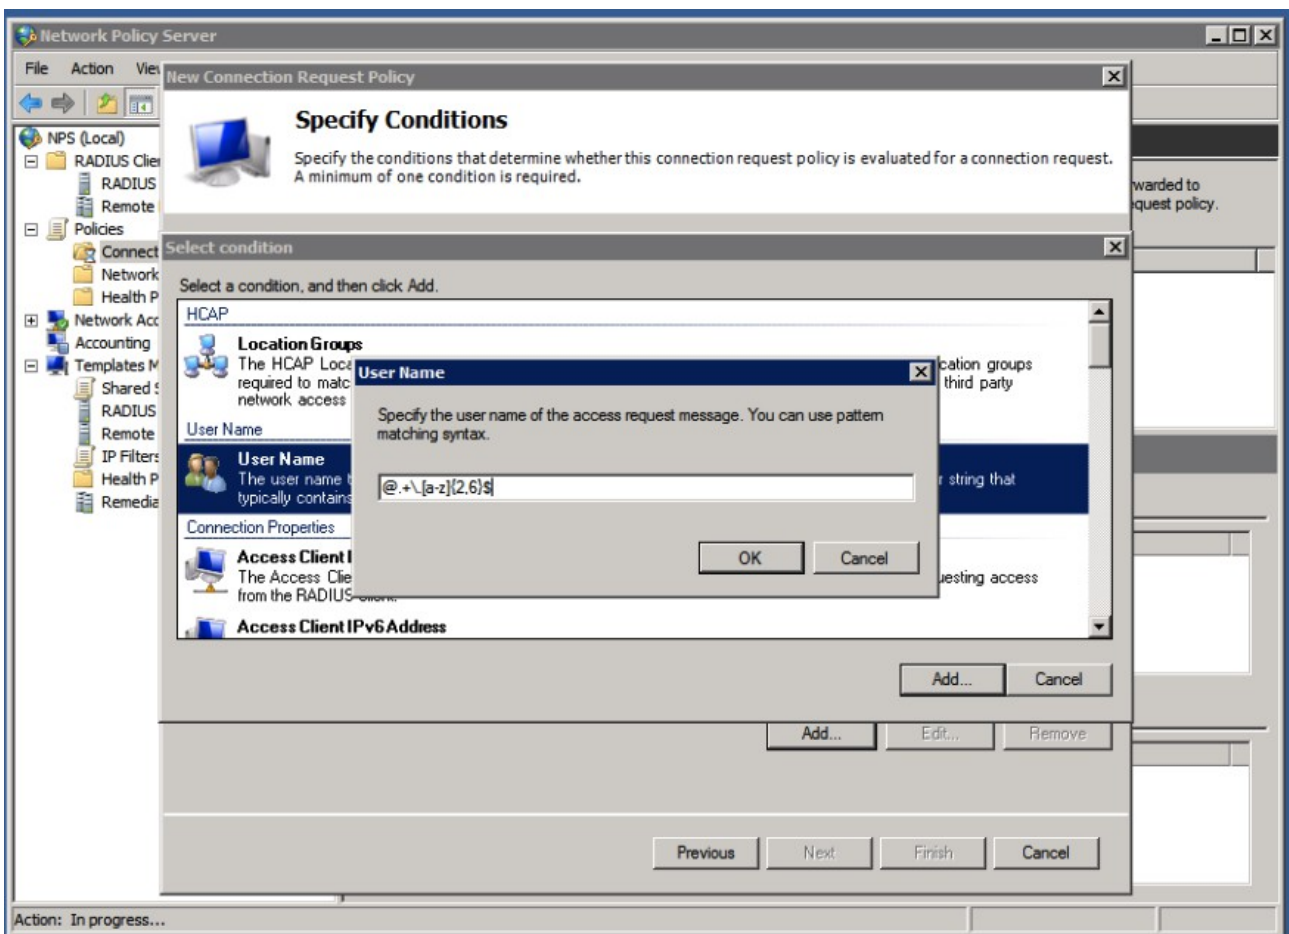 Network Policy Server
File Action Vie
New Connection Request Policy
Specify Conditions
Specify the conditions that determine whether this connection request policy is evaluated for a connection request.
A minimum of one condition is required.
NPS (Local)
RADIUS Clie
RADIUS
Remote
Policies
Connect
Network
Health P
Network Acc
Accounting
Templates M
Shared S
RADIUS
Remote
IP Filters
Health P
Remedia
warded to
quest policy.
Select condition
Select a condition, and then click Add.
HCAP
Location Groups
The HCAP Loca
cation groups
required to matc
third party
network access
User Name
User Name
The user name t
r string that
typically contains
Connection Properties
Access Client I
The Access Clie
uesting access
from the RADIUS
Access Client IPv6 Address
User Name
Specify the user name of the access request message. You can use pattern
matching syntax.
@.+\.[a-z]{2,6}$
OK Cancel
Add... Cancel
Add... Edit... Remove
Previous Next Finish Cancel
Action: In progress...